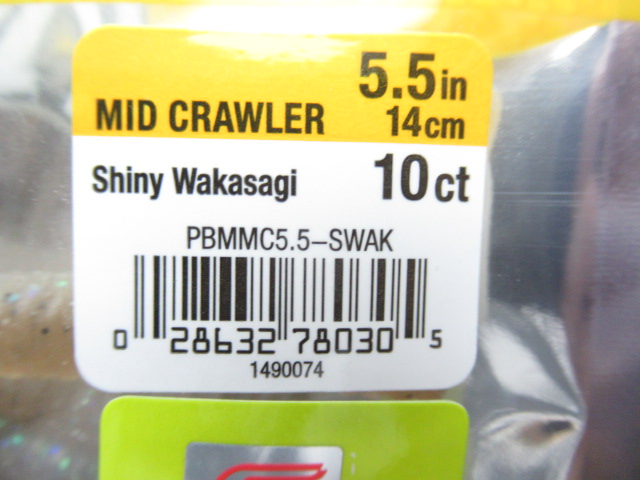 5.5in
MID CRAWLER 14cm
Shiny Wakasagi 10ct
PBMMC5.5-SWAK
0 28632 78030 5
1490074